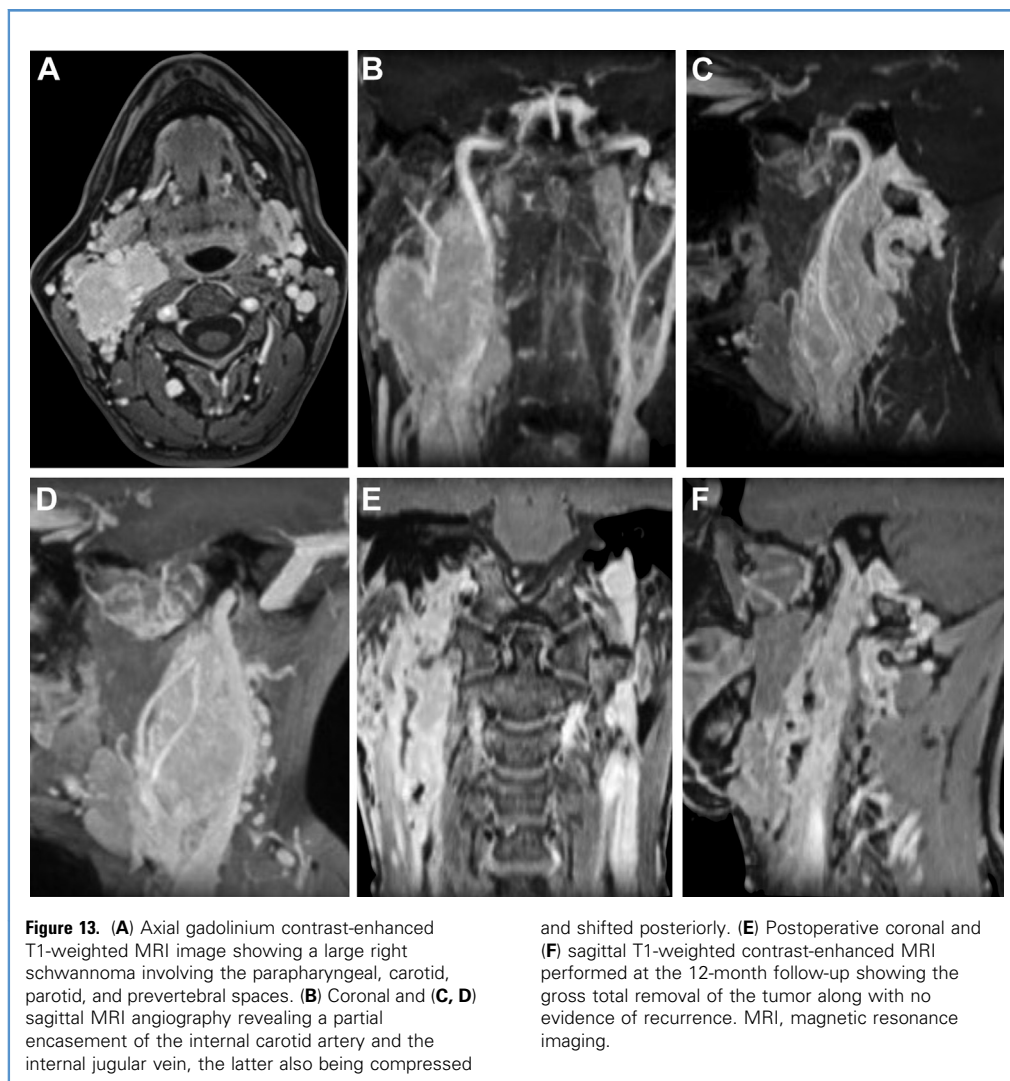 A
B
C
D
E
F
Figure 13. (A) Axial gadolinium contrast-enhanced
T1-weighted MRI image showing a large right
schwannoma involving the parapharyngeal, carotid,
parotid, and prevertebral spaces. (B) Coronal and (C, D)
sagittal MRI angiography revealing a partial
encasement of the internal carotid artery and the
internal jugular vein, the latter also being compressed
and shifted posteriorly. (E) Postoperative coronal and
(F) sagittal T1-weighted contrast-enhanced MRI
performed at the 12-month follow-up showing the
gross total removal of the tumor along with no
evidence of recurrence. MRI, magnetic resonance
imaging.